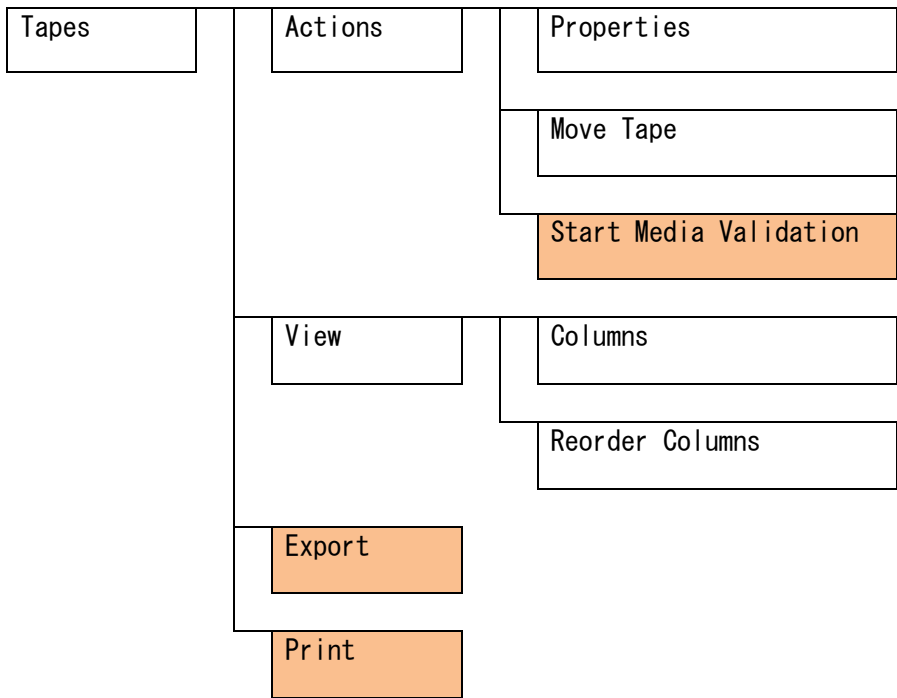 Tapes
Actions
Properties
Move Tape
Start Media Validation
View
Columns
Reorder Columns
Export
Print